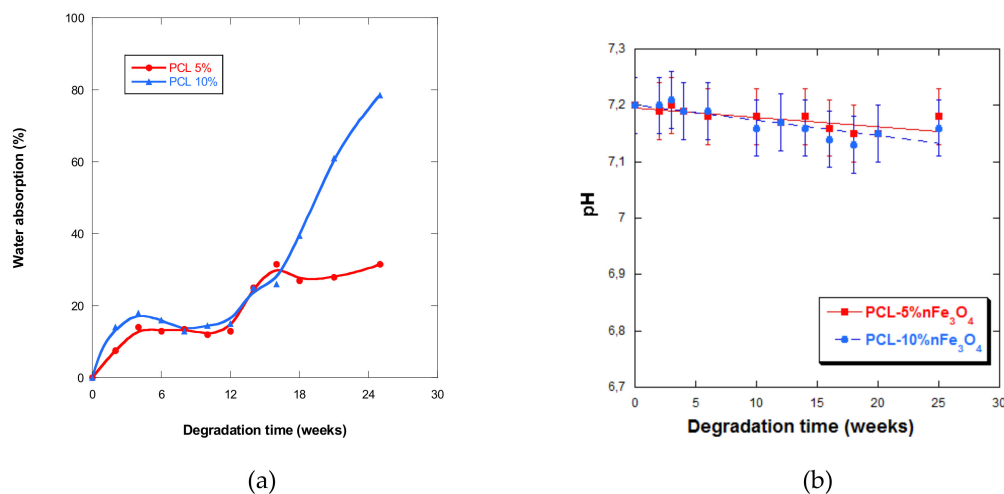 100
80
60
40
20
0
Water absorption (%)
PCL 5%
PCL 10%
0 6 12 18 24 30
Degradation time (weeks)
(a)
7,3
7,2
7,1
7
6,9
6,8
6,7
pH
PCL-5%nFe₃O₄
PCL-10%nFe₃O₄
0 5 10 15 20 25 30
Degradation time (weeks)
(b)